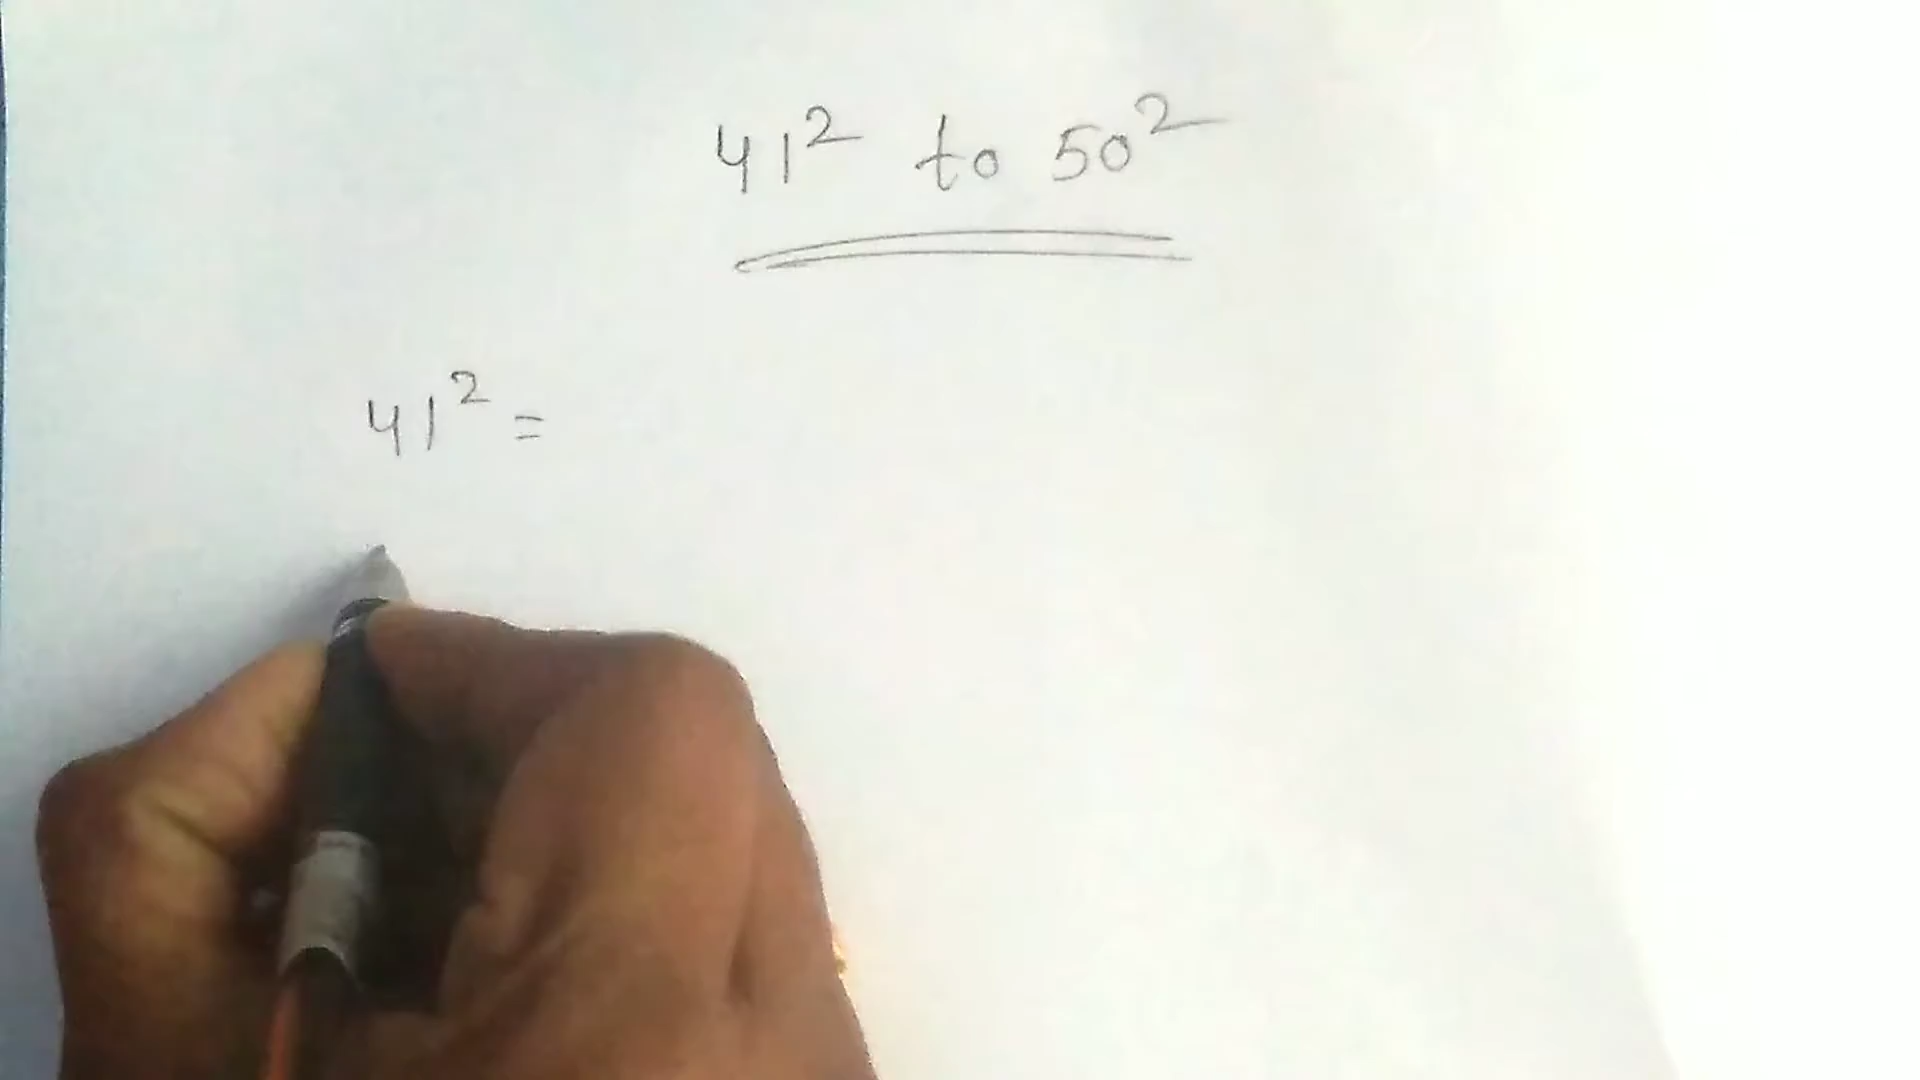 41² to 50²
41² =